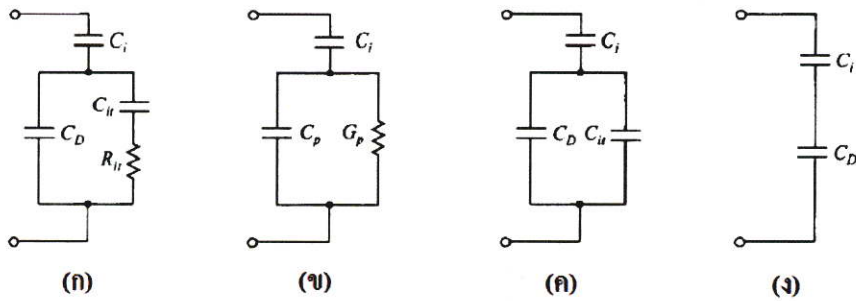 C_i C_i C_i C_i
C_it
C_D C_p G_p C_D C_it C_D
R_it
(ก) (ข) (ค) (ง)